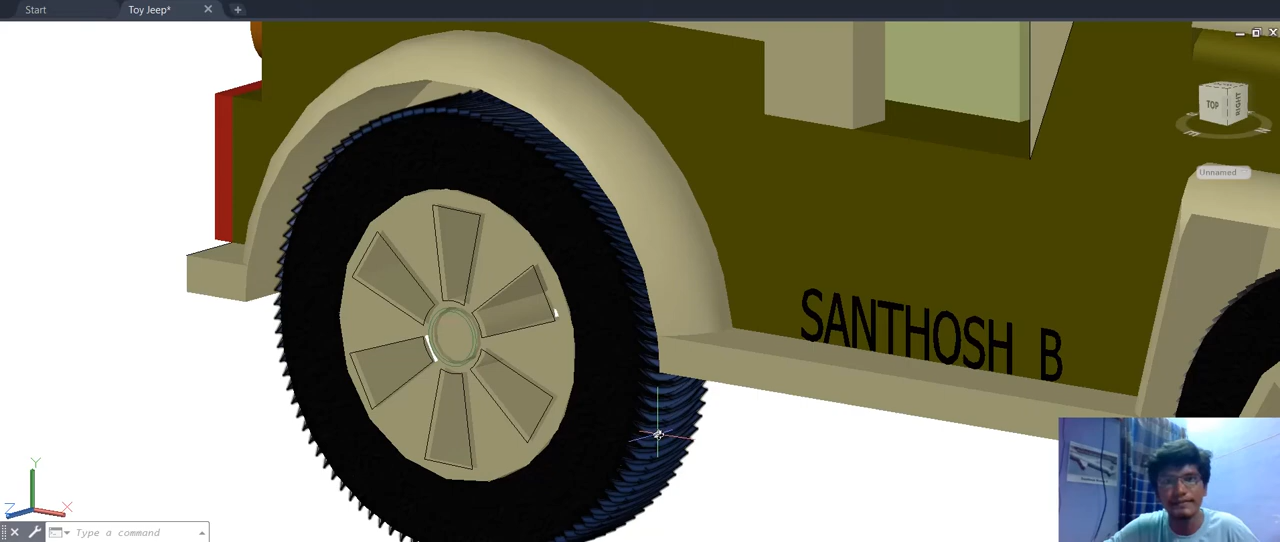 Start
Toy Jeep*
TOP
RIGHT
Unnamed
SANTHOSH B
Y
Z
X
Type a command